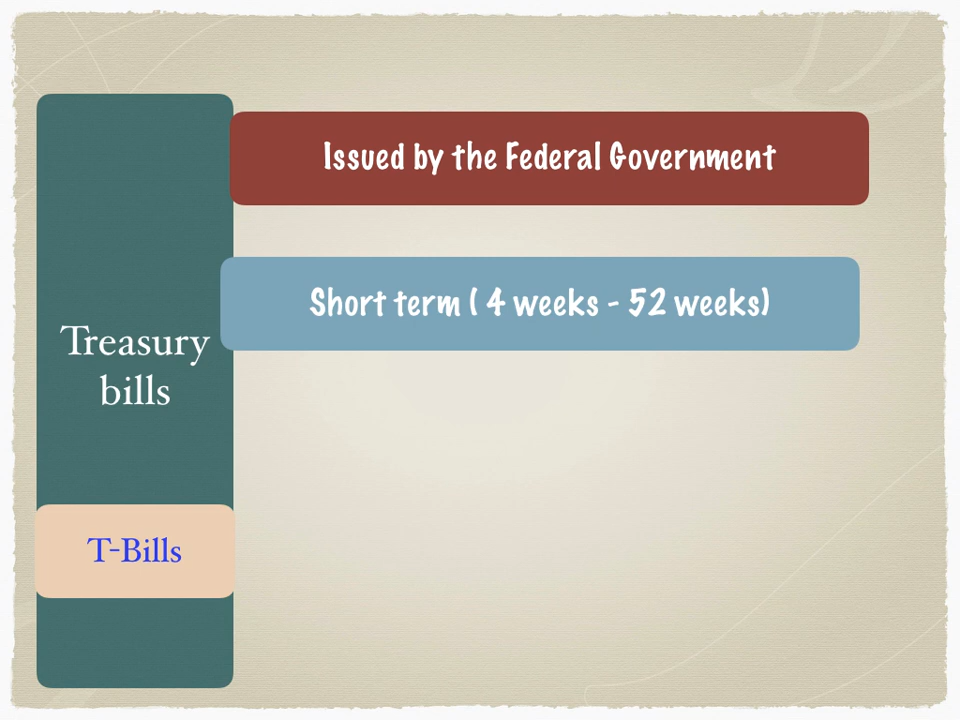 Issued by the Federal Government
Short term ( 4 weeks - 52 weeks)
Treasury
bills
T-Bills